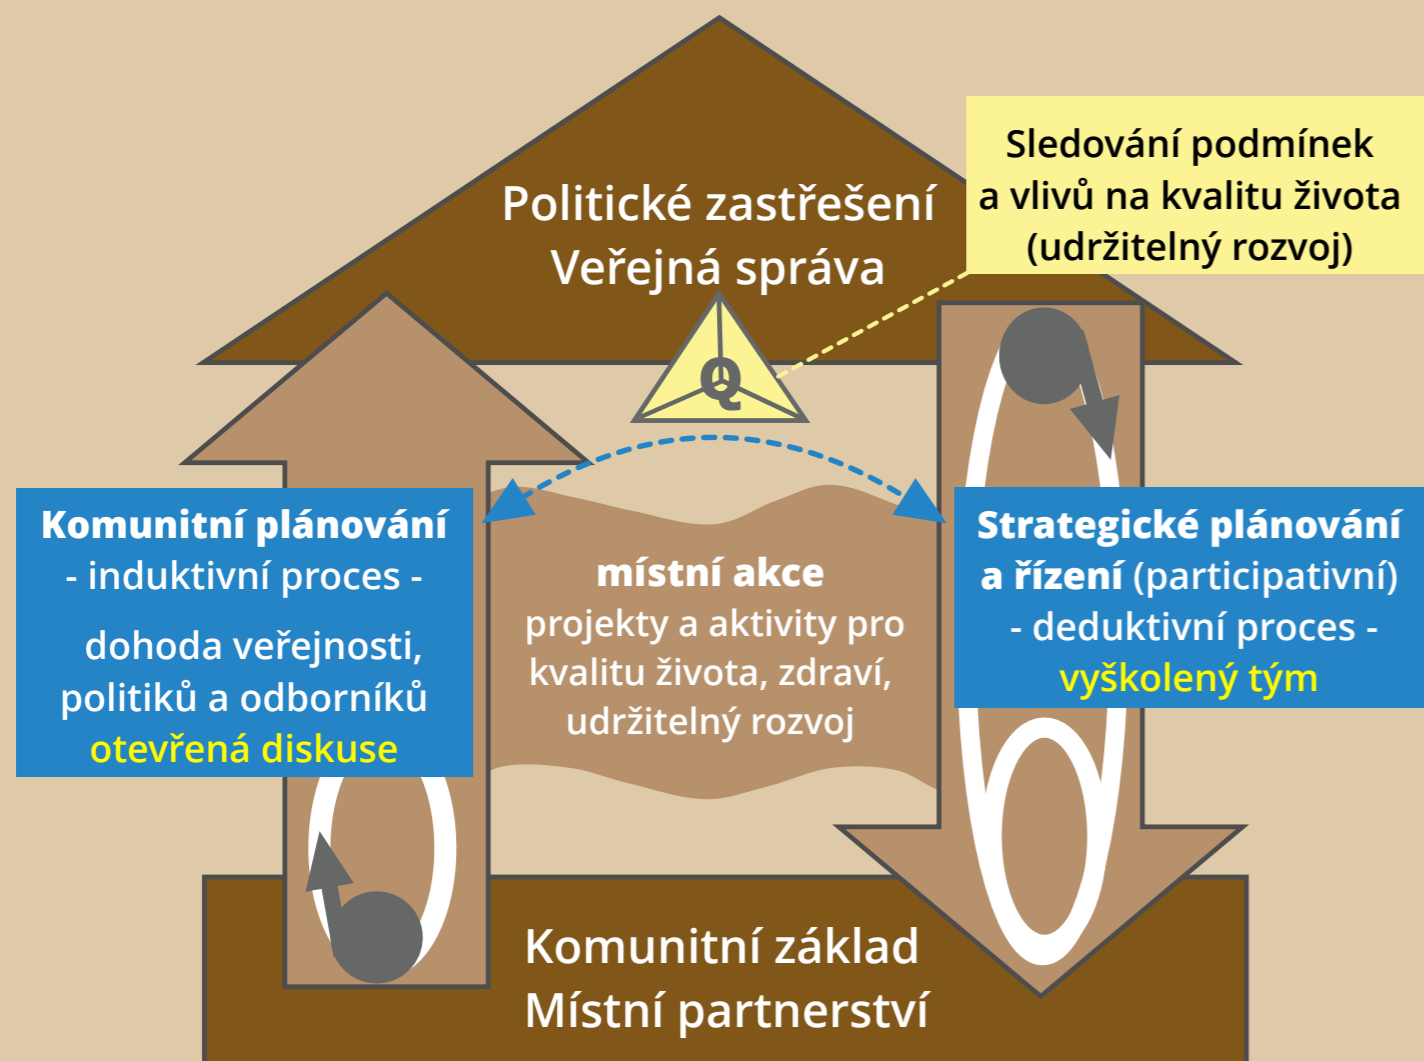 Politické zastřešení
Veřejná správa
Sledování podmínek
a vlivů na kvalitu života
(udržitelný rozvoj)
Q
Komunitní plánování
- induktivní proces -
dohoda veřejnosti,
politiků a odborníků
otevřená diskuse
místní akce
projekty a aktivity pro
kvalitu života, zdraví,
udržitelný rozvoj
Strategické plánování
a řízení (participativní)
- deduktivní proces -
vyškolený tým
Komunitní základ
Místní partnerství